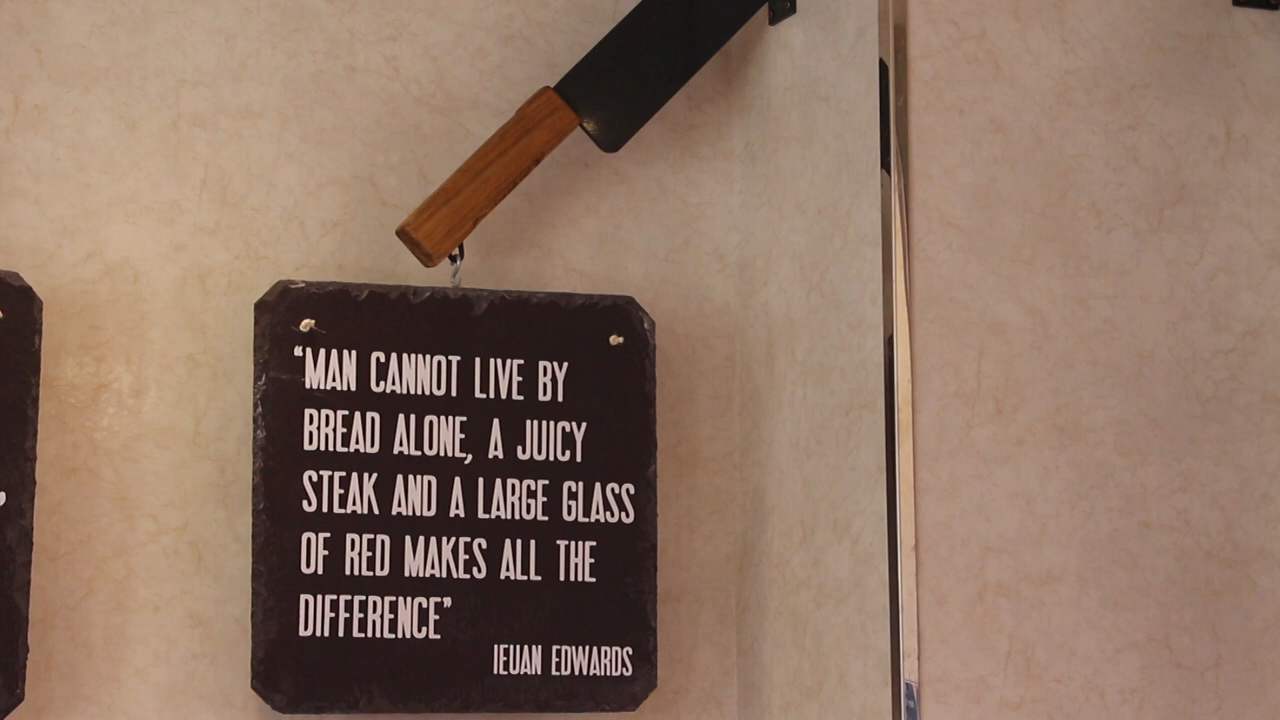 “MAN CANNOT LIVE BY
BREAD ALONE, A JUICY
STEAK AND A LARGE GLASS
OF RED MAKES ALL THE
DIFFERENCE”
IEUAN EDWARDS